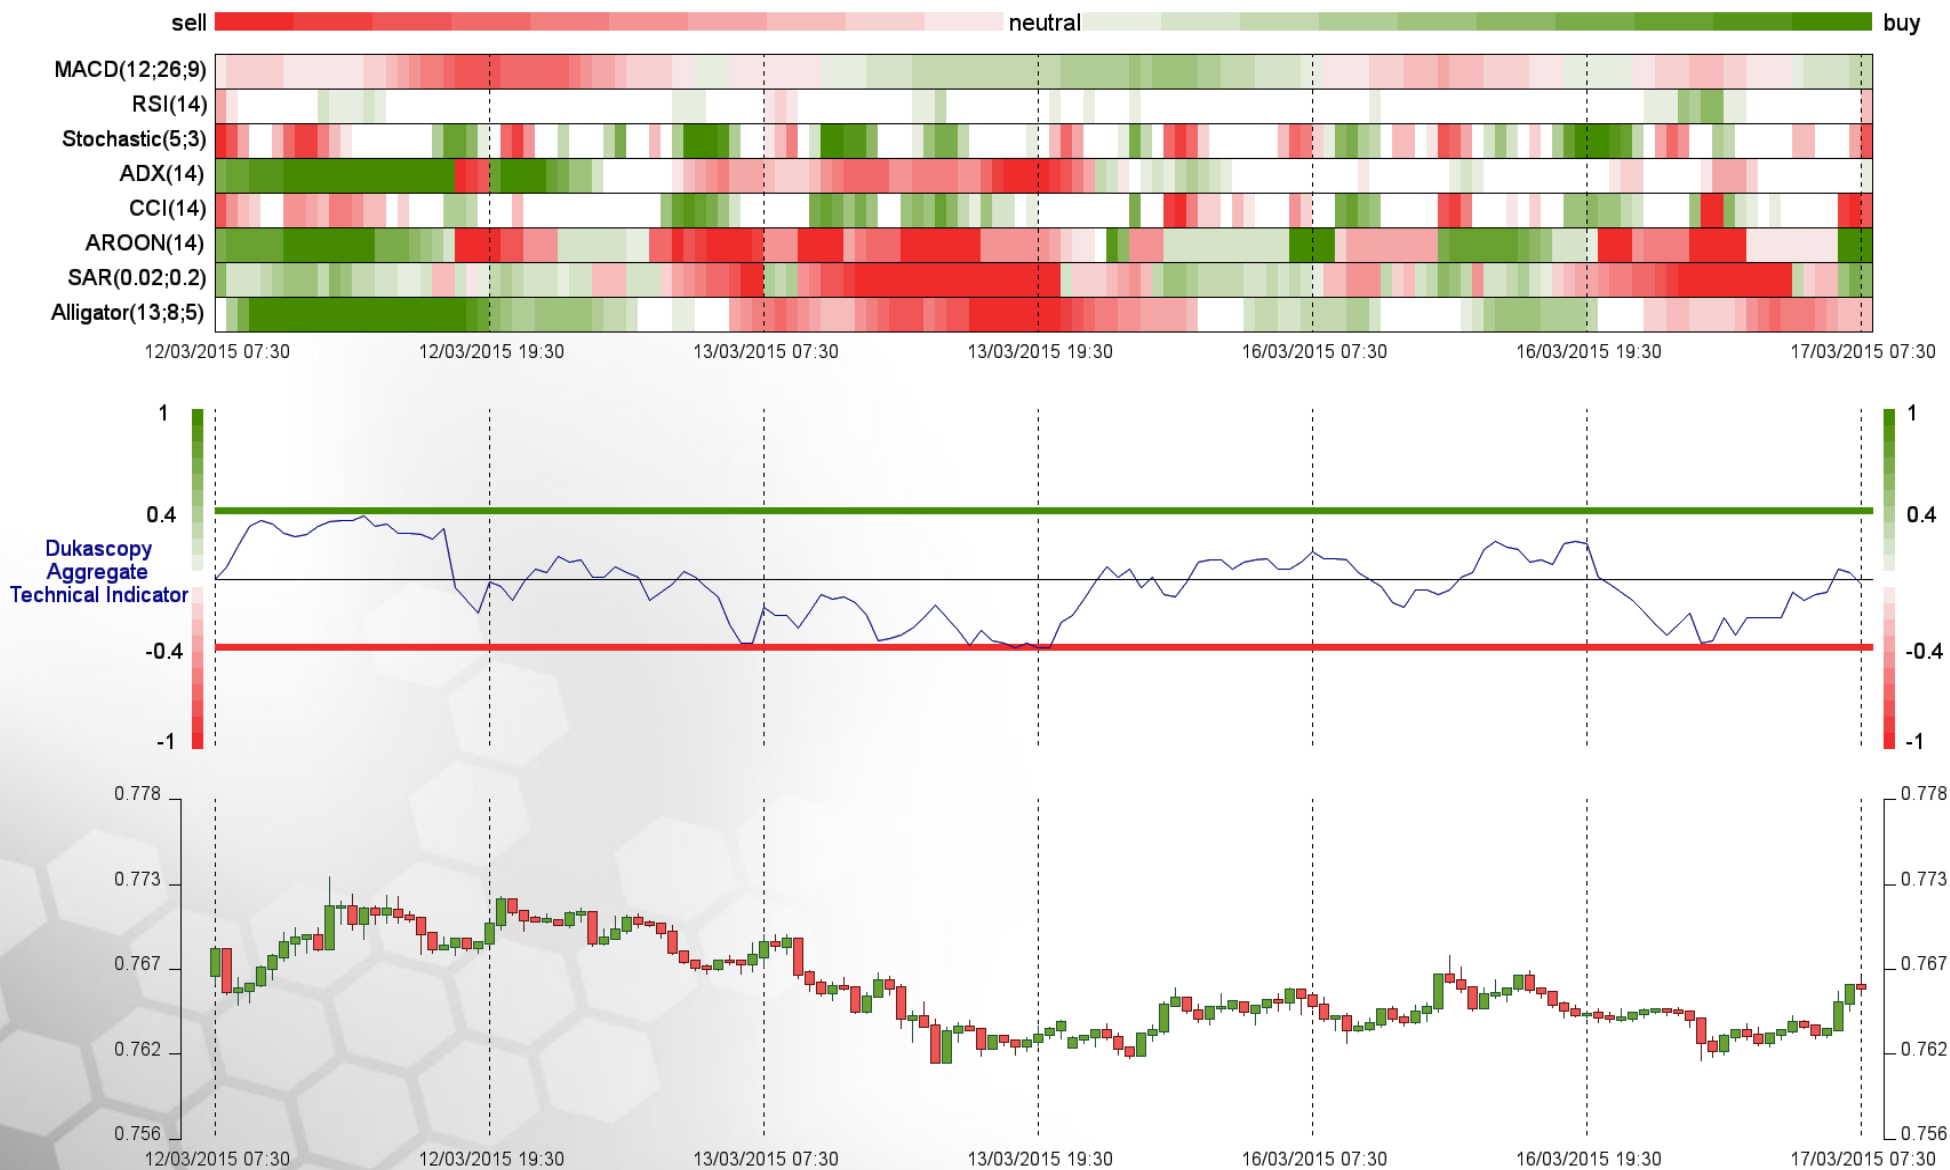 sell neutral buy
MACD(12;26;9)
RSI(14)
Stochastic(5;3)
ADX(14)
CCI(14)
AROON(14)
SAR(0.02;0.2)
Alligator(13;8;5)
12/03/2015 07:30 12/03/2015 19:30 13/03/2015 07:30 13/03/2015 19:30 16/03/2015 07:30 16/03/2015 19:30 17/03/2015 07:30
1 1
0.4 0.4
Dukascopy
Aggregate
Technical Indicator
-0.4 -0.4
-1 -1
0.778 0.778
0.773 0.773
0.767 0.767
0.762 0.762
0.756 0.756
12/03/2015 07:30 12/03/2015 19:30 13/03/2015 07:30 13/03/2015 19:30 16/03/2015 07:30 16/03/2015 19:30 17/03/2015 07:30